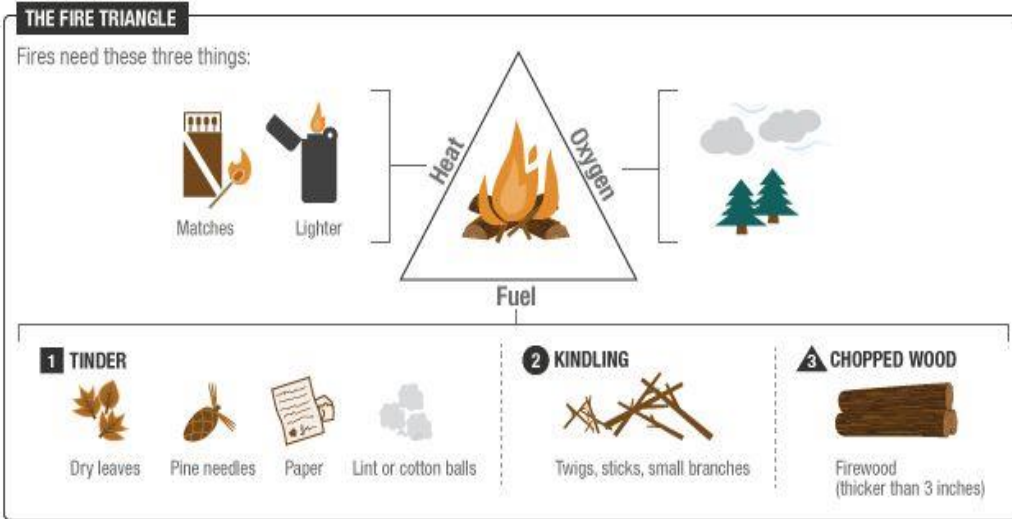 THE FIRE TRIANGLE
Fires need these three things:
Matches
Lighter
Heat
Oxygen
Fuel
1 TINDER
Dry leaves
Pine needles
Paper
Lint or cotton balls
2 KINDLING
Twigs, sticks, small branches
3 CHOPPED WOOD
Firewood
(thicker than 3 inches)